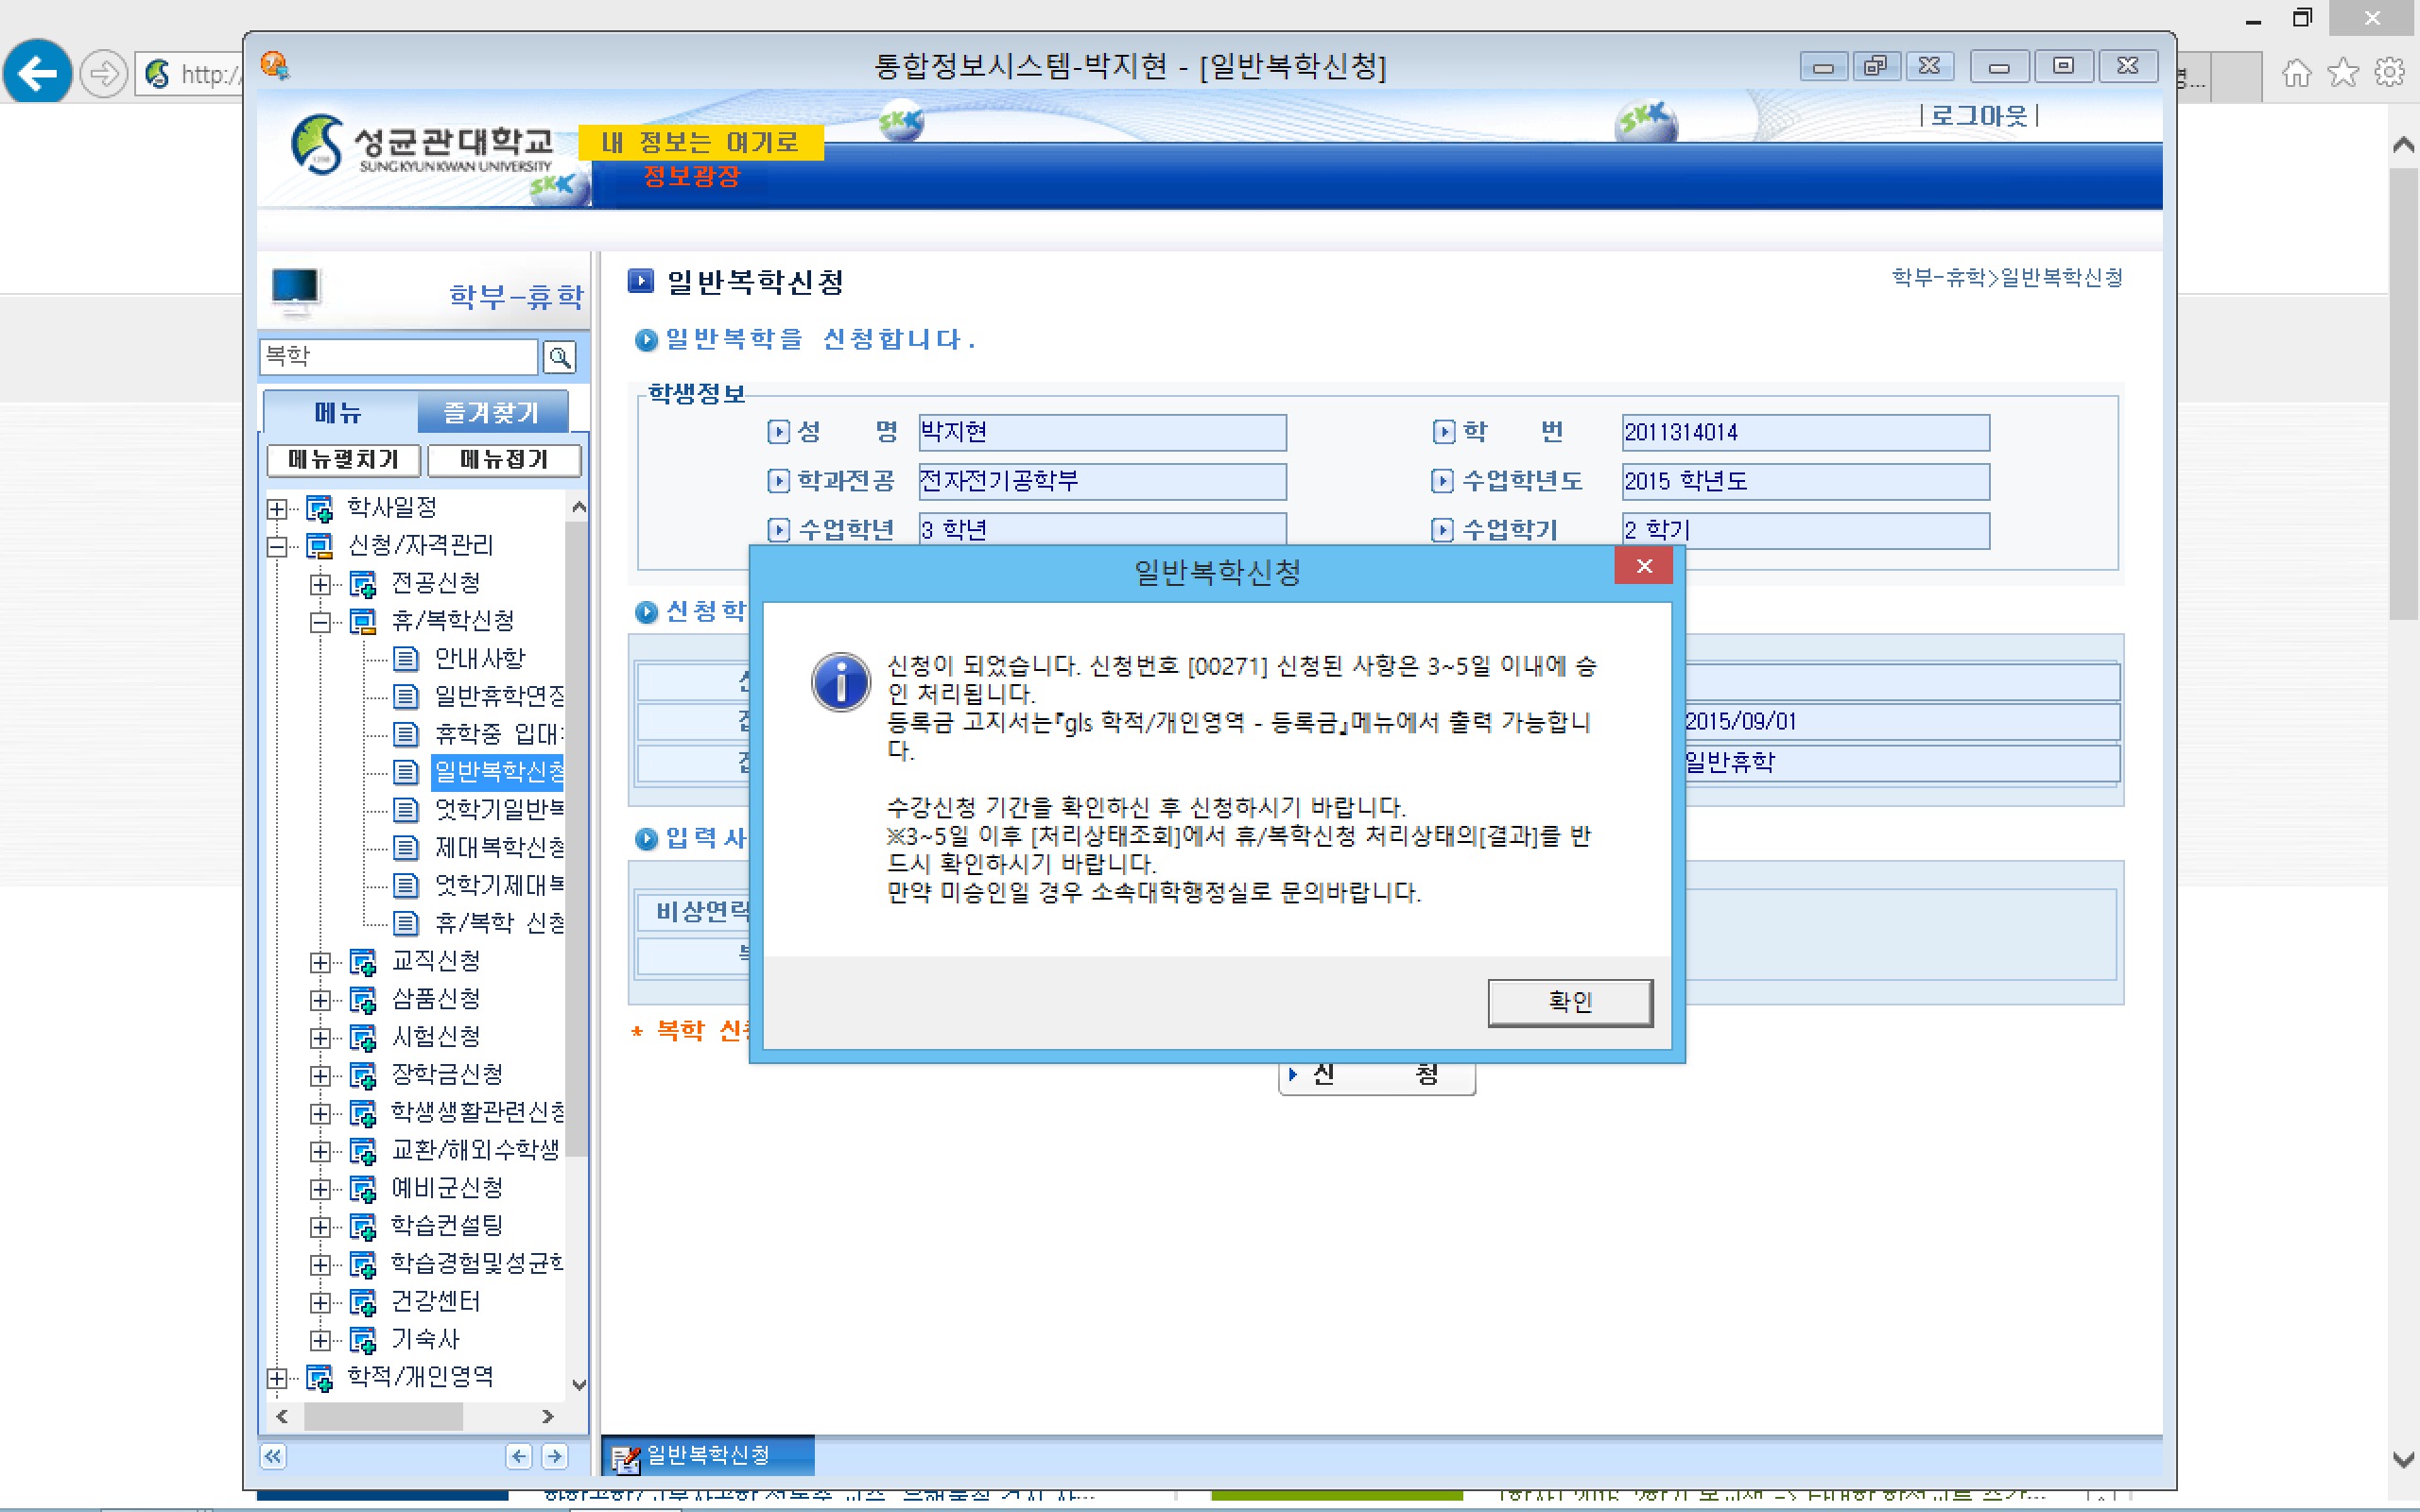 통합정보시스템-박지현 - [일반복학신청]
http:/
|로그아웃|
성균관대학교
SUNGKYUNKWAN UNIVERSITY
내 정보는 여기로
정보광장
SKK
SKK
SKK
학부-휴학
복학
메뉴
즐겨찾기
메뉴펼치기
메뉴접기
학사일정
신청/자격관리
전공신청
휴/복학신청
안내사항
일반휴학연장
휴학중 입대
일반복학신청
엇학기일반복
제대복학신청
엇학기제대복
휴/복학 신청
교직신청
삼품신청
시험신청
장학금신청
학생생활관련신청
교환/해외수학생
예비군신청
학습컨설팅
학습경험및성균
건강센터
기숙사
학적/개인영역
일반복학신청
학부-휴학>일반복학신청
일반복학을 신청합니다.
학생정보
성 명 박지현
학 번 2011314014
학과전공 전자전기공학부
수업학년도 2015 학년도
수업학년 3 학년
수업학기 2 학기
신청학
2015/09/01
일반휴학
입력사
비상연락
* 복학 신청
신 청
일반복학신청
신청이 되었습니다. 신청번호 [00271] 신청된 사항은 3~5일 이내에 승
인 처리됩니다.
등록금 고지서는『gls 학적/개인영역 - 등록금』메뉴에서 출력 가능합니
다.
수강신청 기간을 확인하신 후 신청하시기 바랍니다.
※3~5일 이후 [처리상태조회]에서 휴/복학신청 처리상태의[결과]를 반
드시 확인하시기 바랍니다.
만약 미승인일 경우 소속대학행정실로 문의바랍니다.
확인
일반복학신청